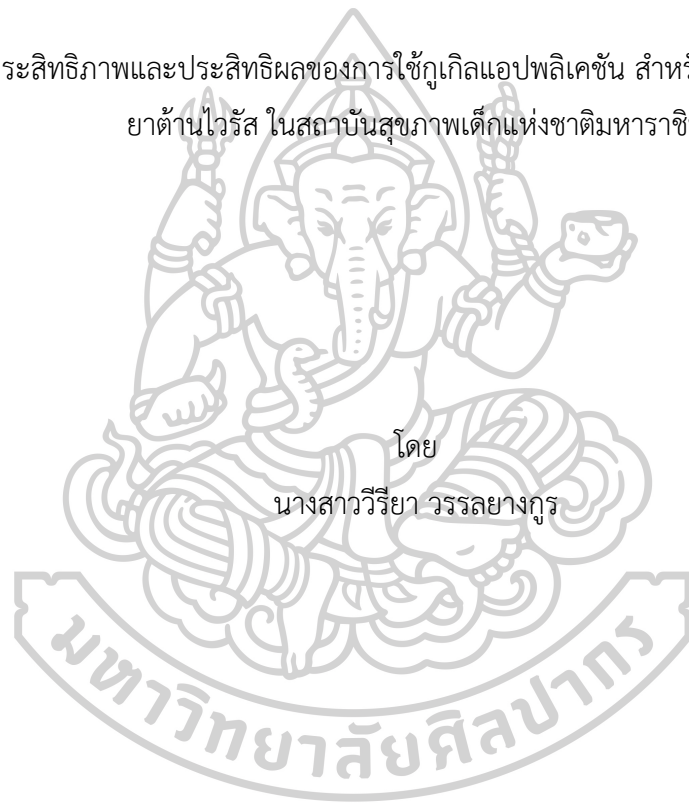 ระสิทธิภาพและประสิทธิผลของการใช้กูเกิลแอปพลิเคชัน สำหรั
ยาต้านไวรัส ในสถาบันสุขภาพเด็กแห่งชาติมหาราชิ
โดย
นางสาววีรียา วรรลยางกูร
มหาวิทยาลัยศิลปากร